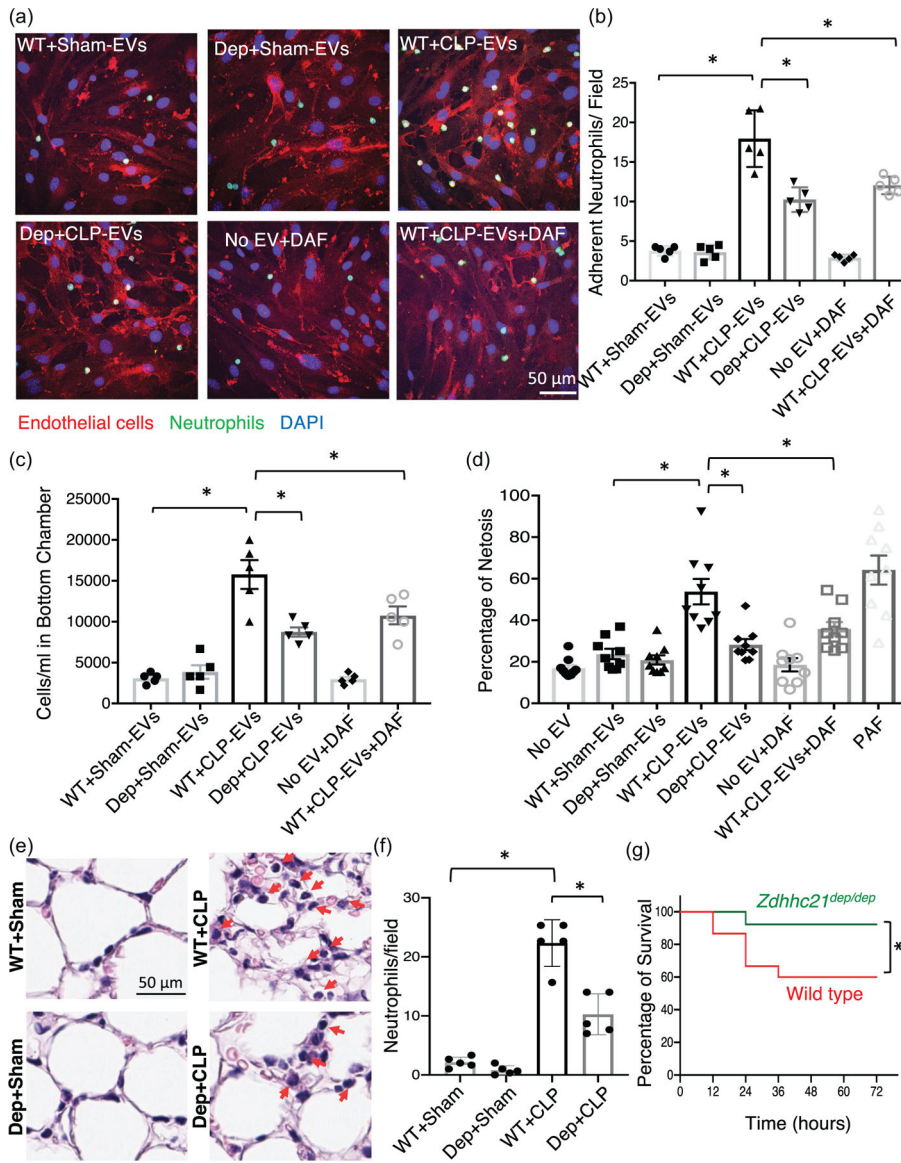 (a)
WT+Sham-EVs
Dep+Sham-EVs
WT+CLP-EVs
Dep+CLP-EVs
No EV+DAF
WT+CLP-EVs+DAF
50 µm
Endothelial cells Neutrophils DAPI
(b)
* * *
Adherent Neutrophils/ Field
25
20
15
10
5
0
WT+Sham-EVs
Dep+Sham-EVs
WT+CLP-EVs
Dep+CLP-EVs
No EV+DAF
WT+CLP-EVs+DAF
(c)
* * *
Cells/ml in Bottom Chamber
25000
20000
15000
10000
5000
0
WT+Sham-EVs
Dep+Sham-EVs
WT+CLP-EVs
Dep+CLP-EVs
No EV+DAF
WT+CLP-EVs+DAF
(d)
* * *
Percentage of Netosis
100
80
60
40
20
0
No EV
WT+Sham-EVs
Dep+Sham-EVs
WT+CLP-EVs
Dep+CLP-EVs
No EV+DAF
WT+CLP-EVs+DAF
PAF
(e)
WT+Sham
50 µm
WT+CLP
Dep+Sham
Dep+CLP
(f)
* *
Neutrophils/field
30
20
10
0
WT+Sham
Dep+Sham
WT+CLP
Dep+CLP
(g)
Percentage of Survival
120
100
80
60
40
20
0
Zdhhc21dep/dep
*
Wild type
0 12 24 36 48 60 72
Time (hours)